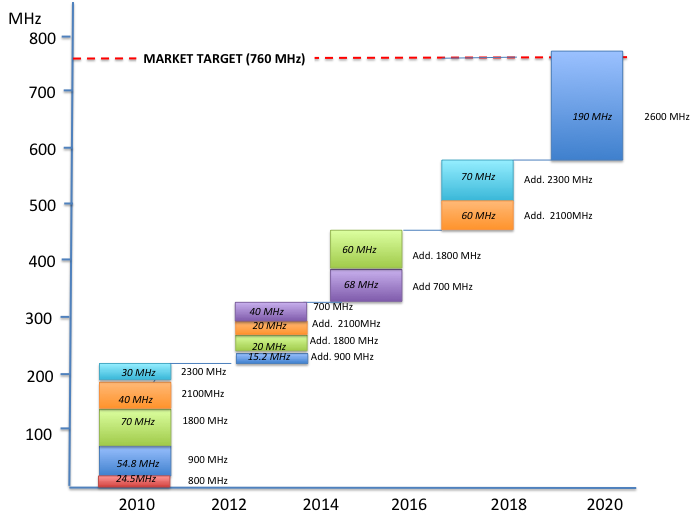 MHz
800
MARKET TARGET (760 MHz)
700
190 MHz
2600 MHz
600
70 MHz
Add. 2300 MHz
500
60 MHz
Add.  2100MHz
400
60 MHz
Add. 1800 MHz
68 MHz
Add 700 MHz
300
40 MHz
700 MHz
20 MHz
Add.  2100MHz
20 MHz
Add. 1800 MHz
15.2 MHz
Add. 900 MHz
200
30 MHz
2300 MHz
40 MHz
2100MHz
70 MHz
1800 MHz
100
54.8 MHz
900 MHz
24.5MHz
800 MHz
2010 2012 2014 2016 2018 2020